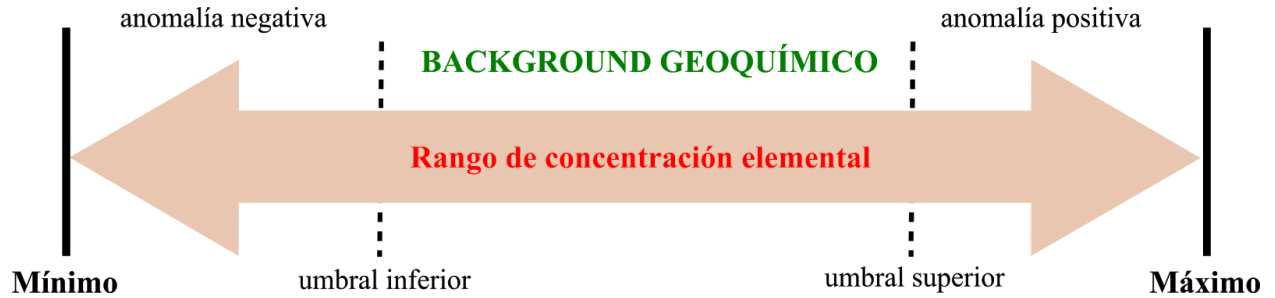 anomalía negativa
anomalía positiva
BACKGROUND GEOQUÍMICO
Rango de concentración elemental
Mínimo
umbral inferior
umbral superior
Máximo